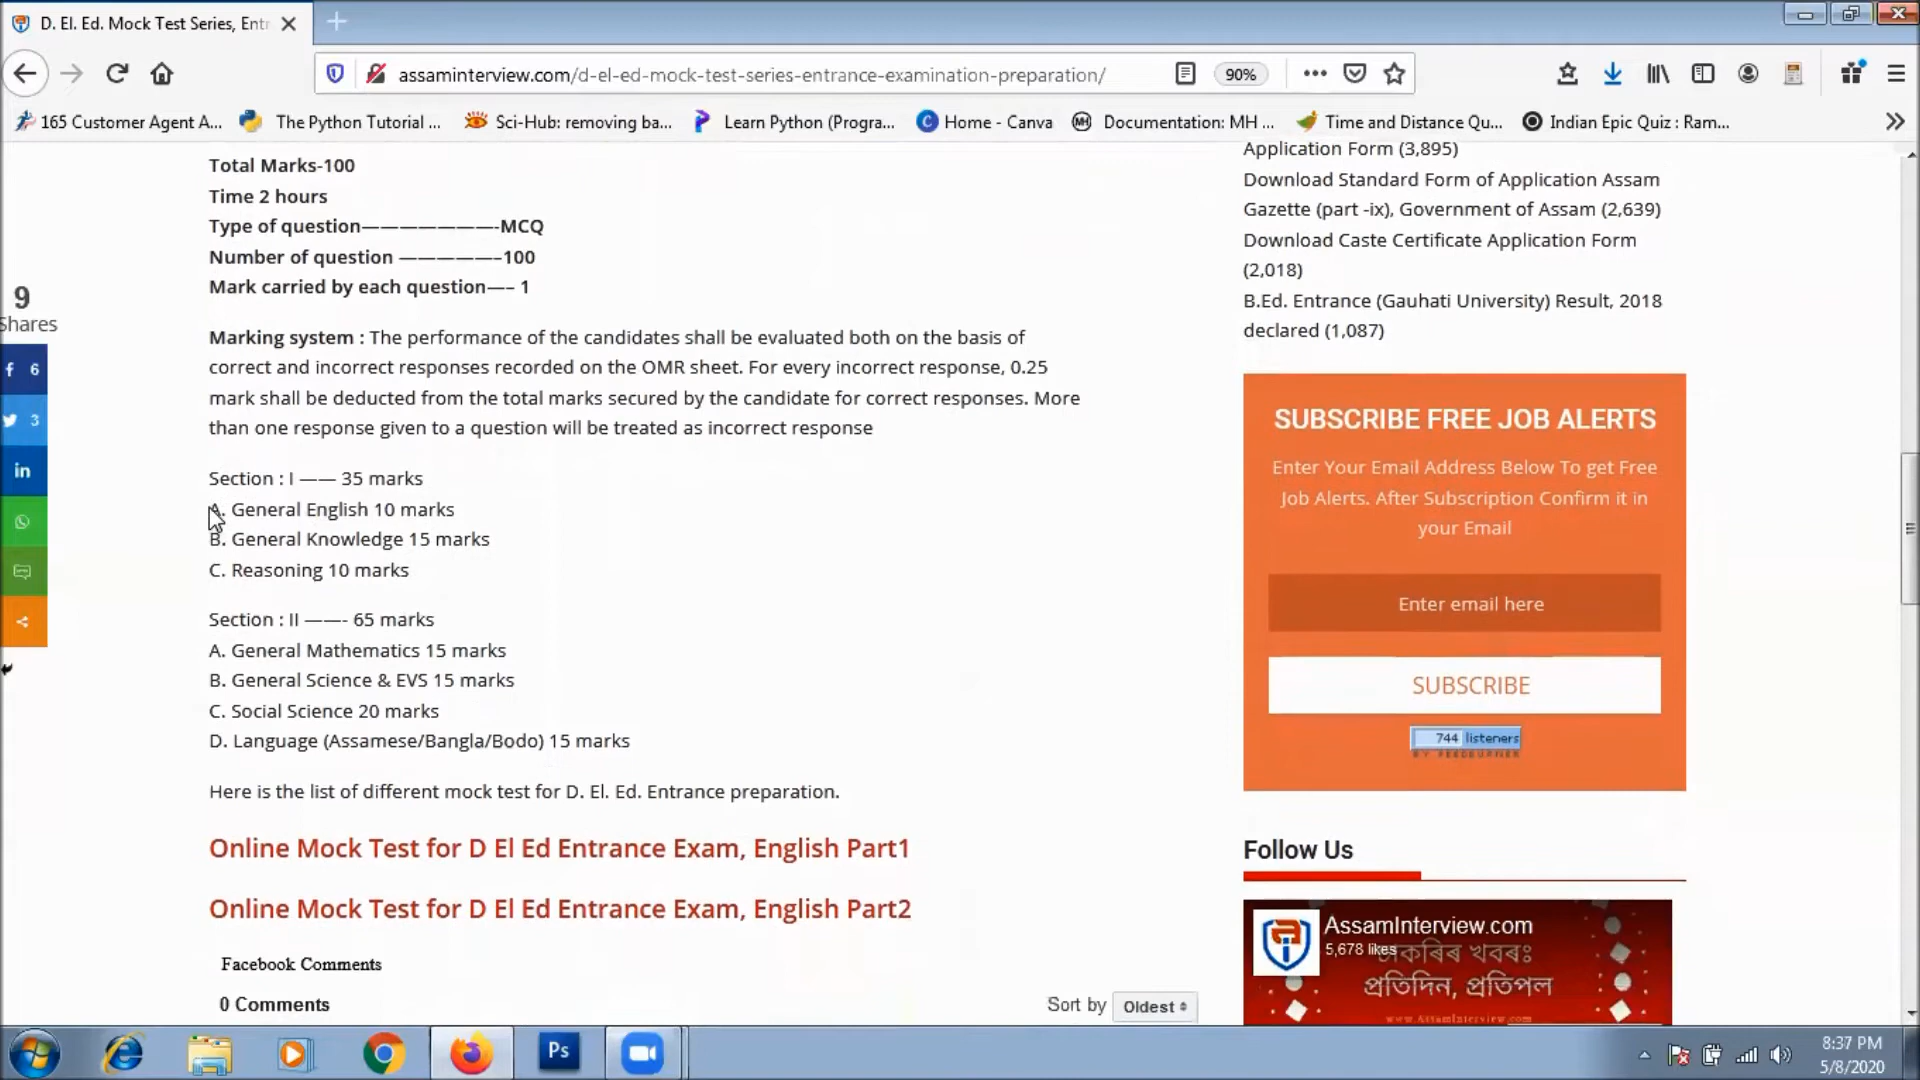 D. El. Ed. Mock Test Series, Entr
assaminterview.com/d-el-ed-mock-test-series-entrance-examination-preparation/
90%
165 Customer Agent A...
The Python Tutorial ...
Sci-Hub: removing ba...
Learn Python (Progra...
Home - Canva
Documentation: MH ...
Time and Distance Qu...
Indian Epic Quiz : Ram...
Total Marks-100
Time 2 hours
Type of question———————-MCQ
Number of question —————–100
Mark carried by each question—– 1
Marking system : The performance of the candidates shall be evaluated both on the basis of
correct and incorrect responses recorded on the OMR sheet. For every incorrect response, 0.25
mark shall be deducted from the total marks secured by the candidate for correct responses. More
than one response given to a question will be treated as incorrect response
Section : I —— 35 marks
A. General English 10 marks
B. General Knowledge 15 marks
C. Reasoning 10 marks
Section : II ——- 65 marks
A. General Mathematics 15 marks
B. General Science & EVS 15 marks
C. Social Science 20 marks
D. Language (Assamese/Bangla/Bodo) 15 marks
Here is the list of different mock test for D. El. Ed. Entrance preparation.
Online Mock Test for D El Ed Entrance Exam, English Part1
Online Mock Test for D El Ed Entrance Exam, English Part2
Facebook Comments
0 Comments
Sort by
Oldest
9
Shares
6
3
in
Application Form (3,895)
Download Standard Form of Application Assam
Gazette (part -ix), Government of Assam (2,639)
Download Caste Certificate Application Form
(2,018)
B.Ed. Entrance (Gauhati University) Result, 2018
declared (1,087)
SUBSCRIBE FREE JOB ALERTS
Enter Your Email Address Below To get Free
Job Alerts. After Subscription Confirm it in
your Email
Enter email here
SUBSCRIBE
744 listeners
BY FEEDBURNER
Follow Us
AssamInterview.com
5,678 likes
চাকৰিৰ খবৰঃ
প্ৰতিদিন, প্ৰতিপল
www.AssamInterview.com
Ps
8:37 PM
5/8/2020